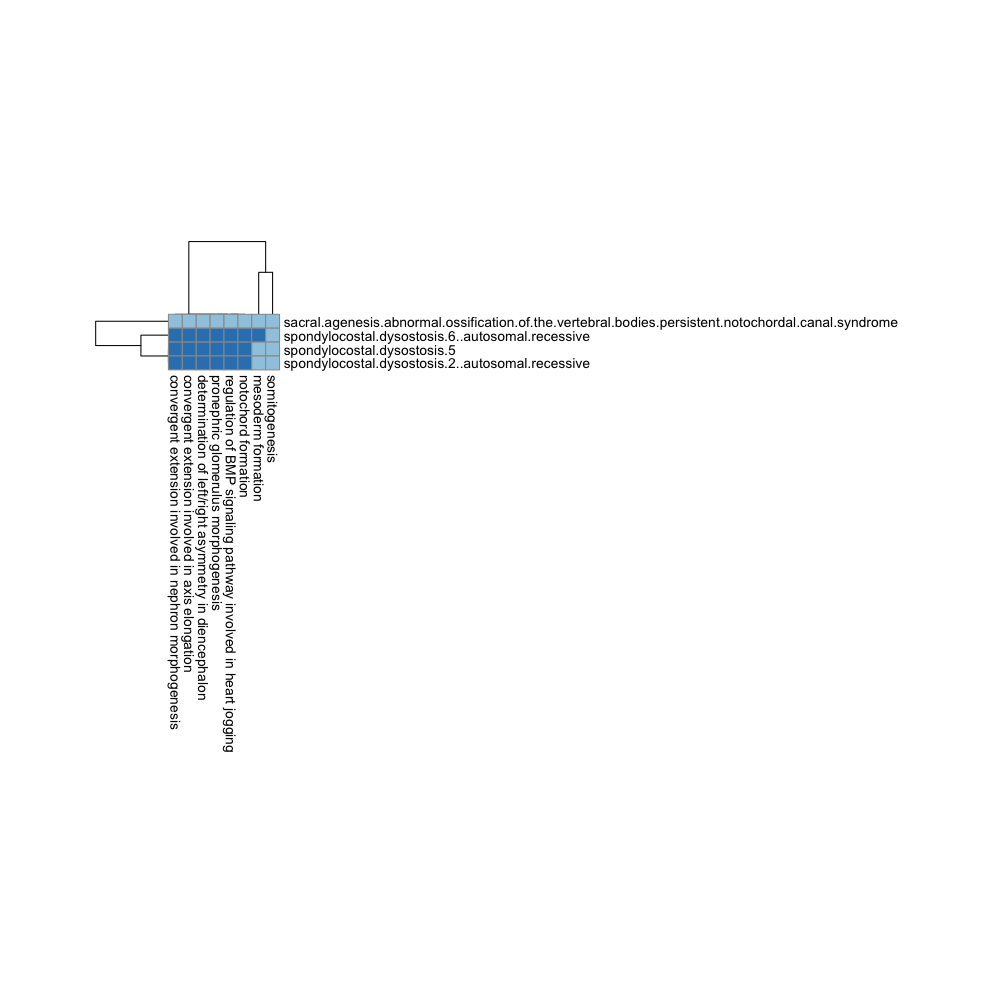 sacral.agenesis.abnormal.ossification.of.the.vertebral.bodies.persistent.notochordal.canal.syndrome
spondylocostal.dysostosis.6..autosomal.recessive
spondylocostal.dysostosis.5
spondylocostal.dysostosis.2..autosomal.recessive
convergent extension involved in nephron morphogenesis
convergent extension involved in axis elongation
determination of left/right asymmetry in diencephalon
pronephric glomerulus morphogenesis
regulation of BMP signaling pathway involved in heart jogging
notochord formation
mesoderm formation
somitogenesis